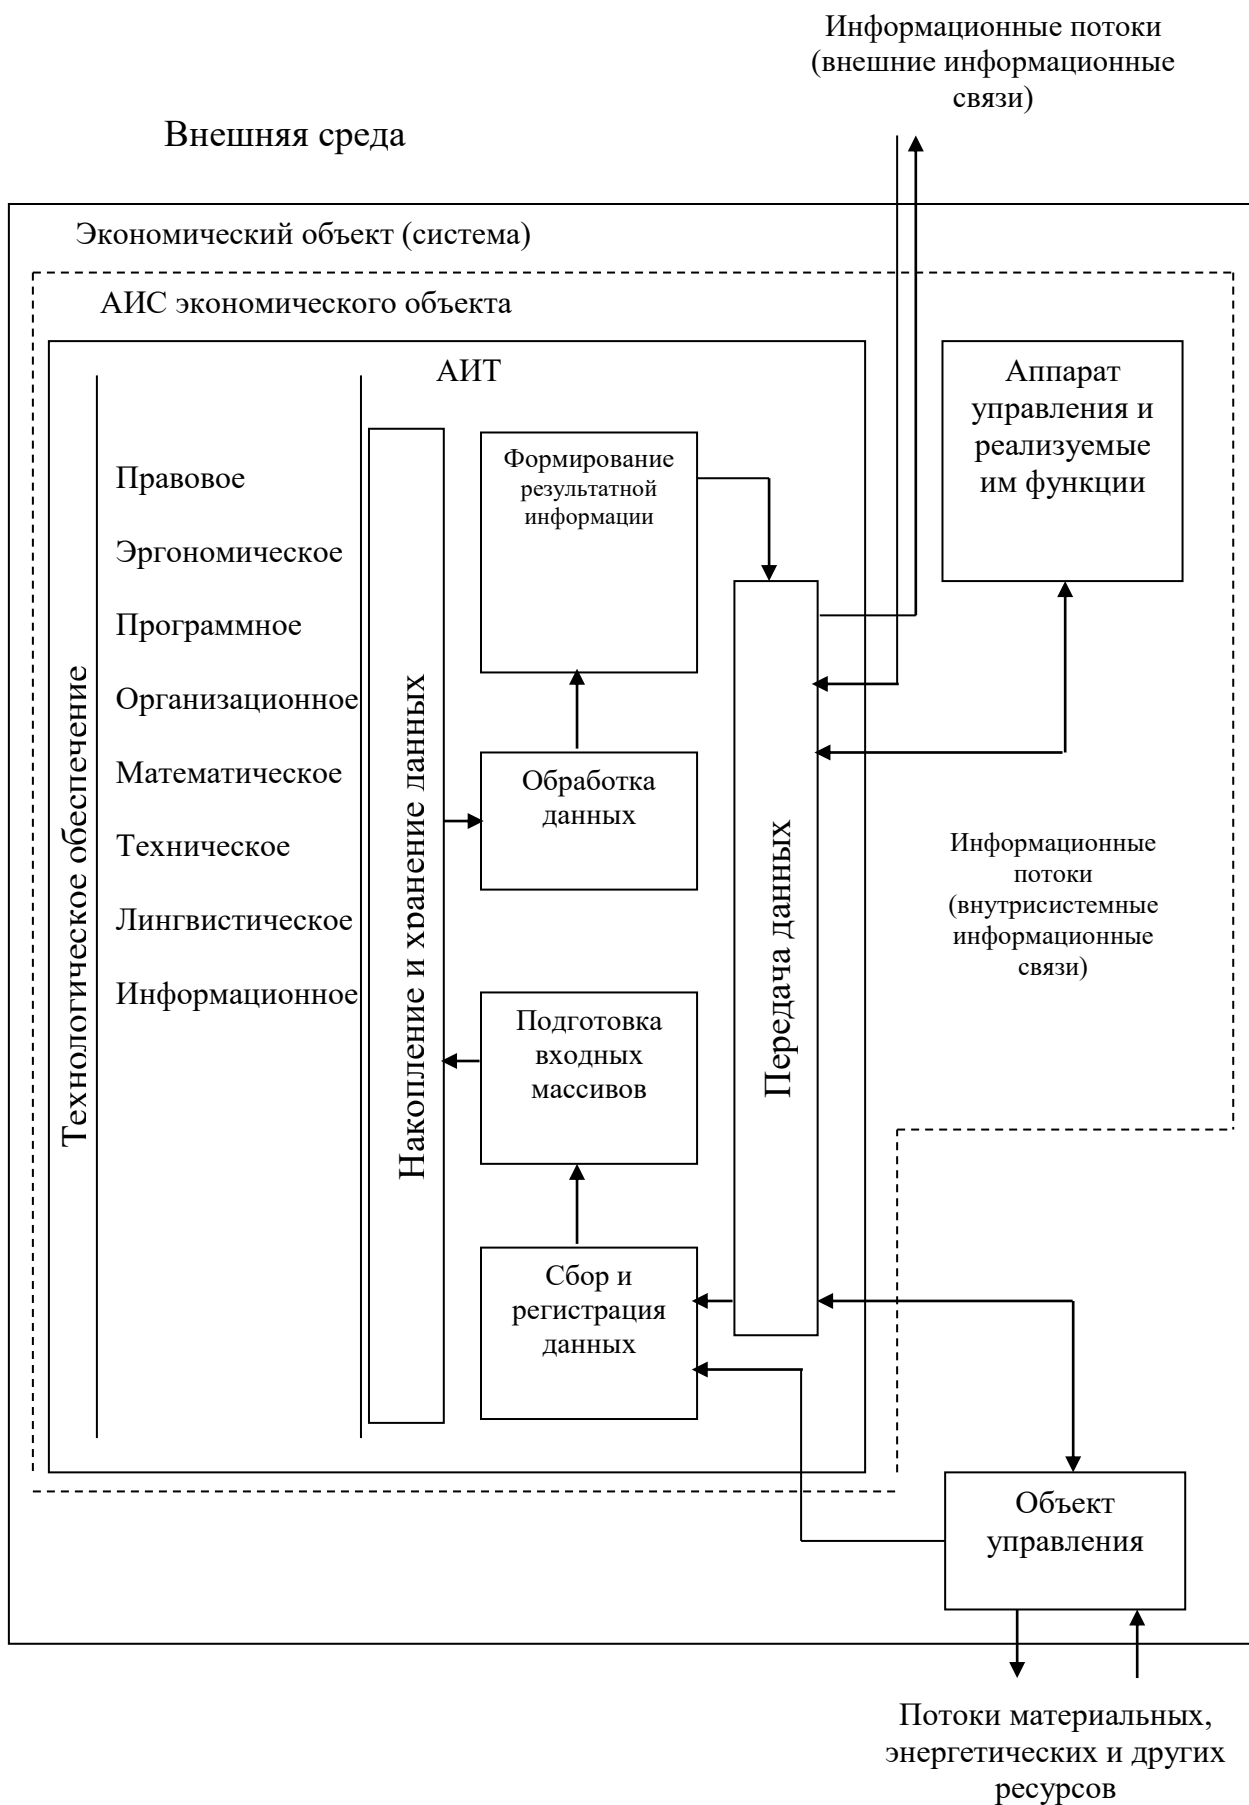 Информационные потоки
(внешние информационные
связи)
Внешняя среда
Экономический объект (система)
АИС экономического объекта
АИТ
Технологическое обеспечение
Правовое
Эргономическое
Программное
Организационное
Математическое
Техническое
Лингвистическое
Информационное
Накопление и хранение данных
Формирование
результатной
информации
Обработка
данных
Подготовка
входных
массивов
Сбор и
регистрация
данных
Передача данных
Аппарат
управления и
реализуемые
им функции
Информационные
потоки
(внутрисистемные
информационные
связи)
Объект
управления
Потоки материальных,
энергетических и других
ресурсов